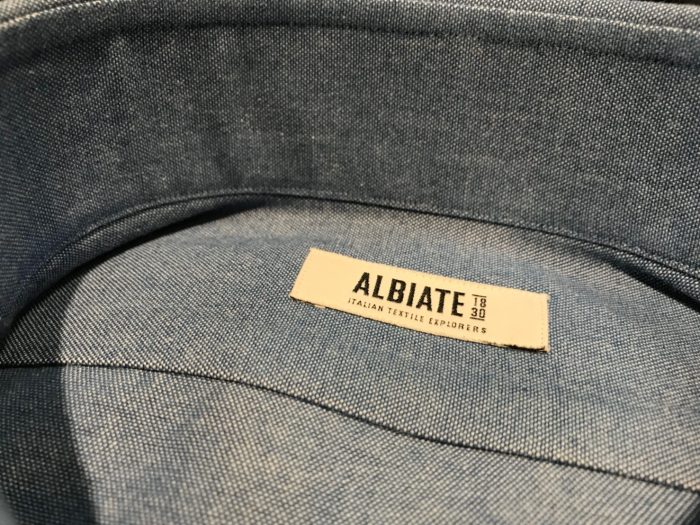 ALBIATE 18
30
ITALIAN TEXTILE EXPLORERS